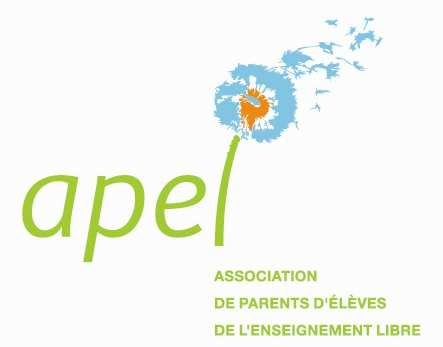 apel
ASSOCIATION
DE PARENTS D'ÉLÈVES
DE L'ENSEIGNEMENT LIBRE